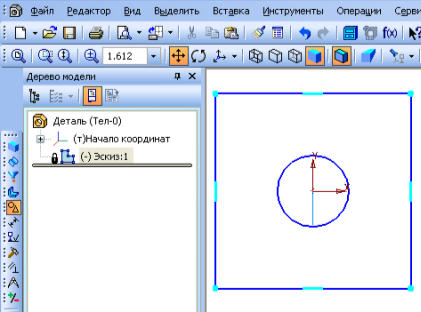 Файл Редактор Вид Выделить Вставка Инструменты Операции Серви
f(x)
1.612
Дерево модели
Деталь (Тел-0)
(т)Начало координат
(-) Эскиз:1
Y
X